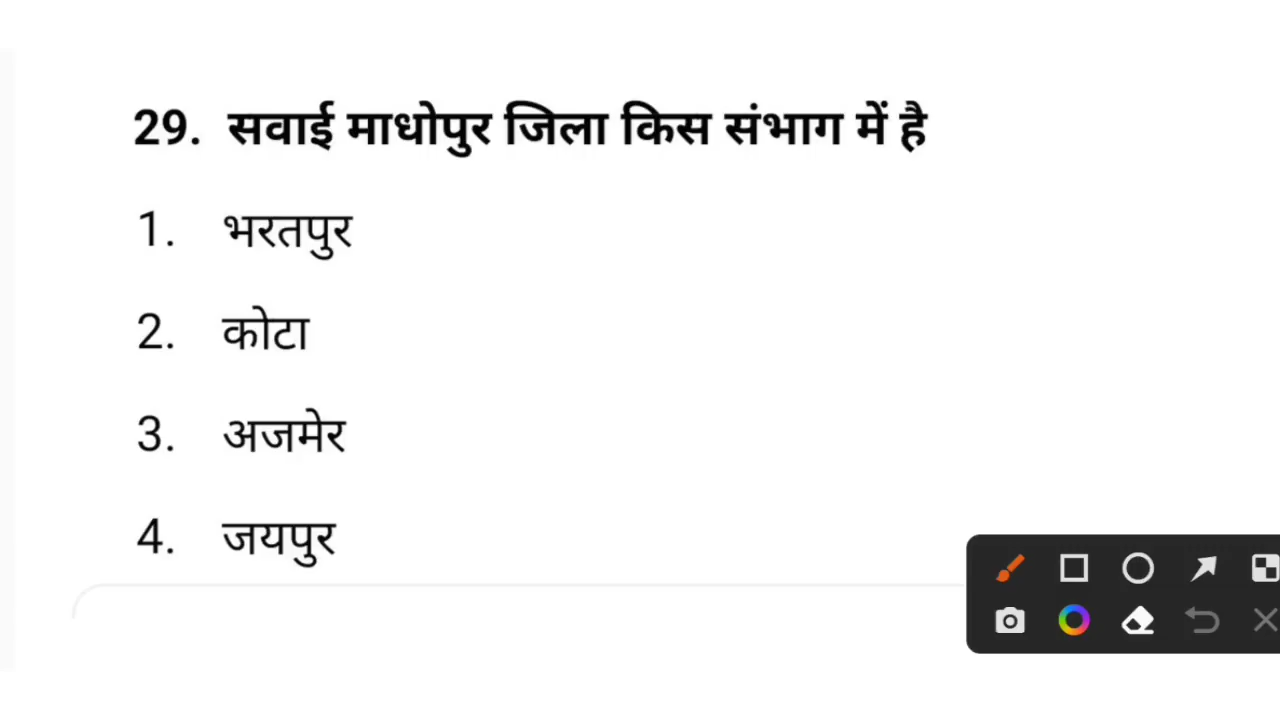 29. सवाई माधोपुर जिला किस संभाग में है
1. भरतपुर
2. कोटा
3. अजमेर
4. जयपुर